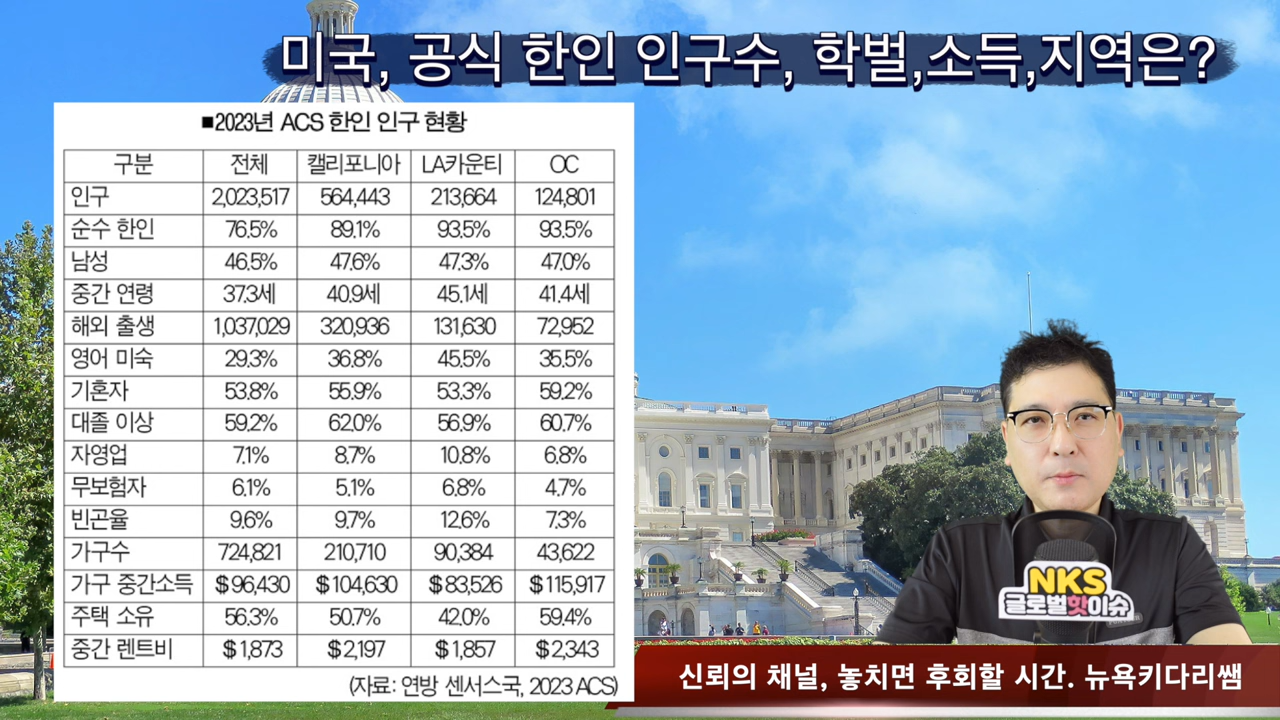 미국, 공식 한인 인구수, 학벌,소득,지역은?
■2023년 ACS 한인 인구 현황
구분 전체 캘리포니아 LA카운티 OC
인구 2,023,517 564,443 213,664 124,801
순수 한인 76.5% 89.1% 93.5% 93.5%
남성 46.5% 47.6% 47.3% 47.0%
중간 연령 37.3세 40.9세 45.1세 41.4세
해외 출생 1,037,029 320,936 131,630 72,952
영어 미숙 29.3% 36.8% 45.5% 35.5%
기혼자 53.8% 55.9% 53.3% 59.2%
대졸 이상 59.2% 62.0% 56.9% 60.7%
자영업 7.1% 8.7% 10.8% 6.8%
무보험자 6.1% 5.1% 6.8% 4.7%
빈곤율 9.6% 9.7% 12.6% 7.3%
가구수 724,821 210,710 90,384 43,622
가구 중간소득 $96,430 $104,630 $83,526 $115,917
주택 소유 56.3% 50.7% 42.0% 59.4%
중간 렌트비 $1,873 $2,197 $1,857 $2,343
(자료: 연방 센서스국, 2023 ACS)
NKS
글로벌핫이슈
신뢰의 채널, 놓치면 후회할 시간. 뉴욕키다리쌤